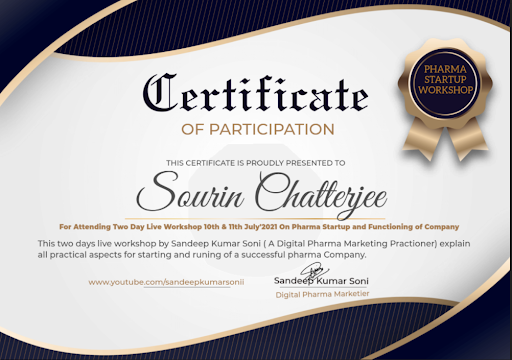 Certificate
OF PARTICIPATION
PHARMA
STARTUP
WORKSHOP
THIS CERTIFICATE IS PROUDLY PRESENTED TO
Sourin Chatterjee
For Attending Two Day Live Workshop 10th & 11th July'2021 On Pharma Startup and Functioning of Company
This two days live workshop by Sandeep Kumar Soni ( A Digital Pharma Marketing Practioner) explain
all practical aspects for starting and runing of a successful pharma Company.
www.youtube.com/sandeepkumarsonii
Sandeep Kumar Soni
Digital Pharma Marketier